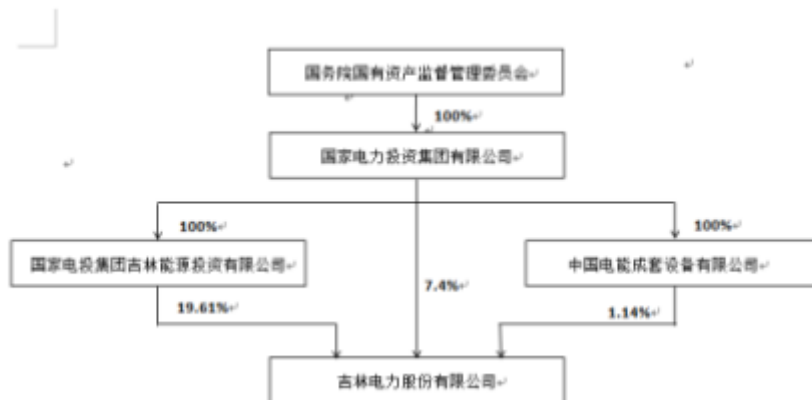 国务院国有资产监督管理委员会
100%
国家电力投资集团有限公司
100%
100%
国家电投集团吉林能源投资有限公司
中国电能成套设备有限公司
7.4%
19.61%
1.14%
吉林电力股份有限公司